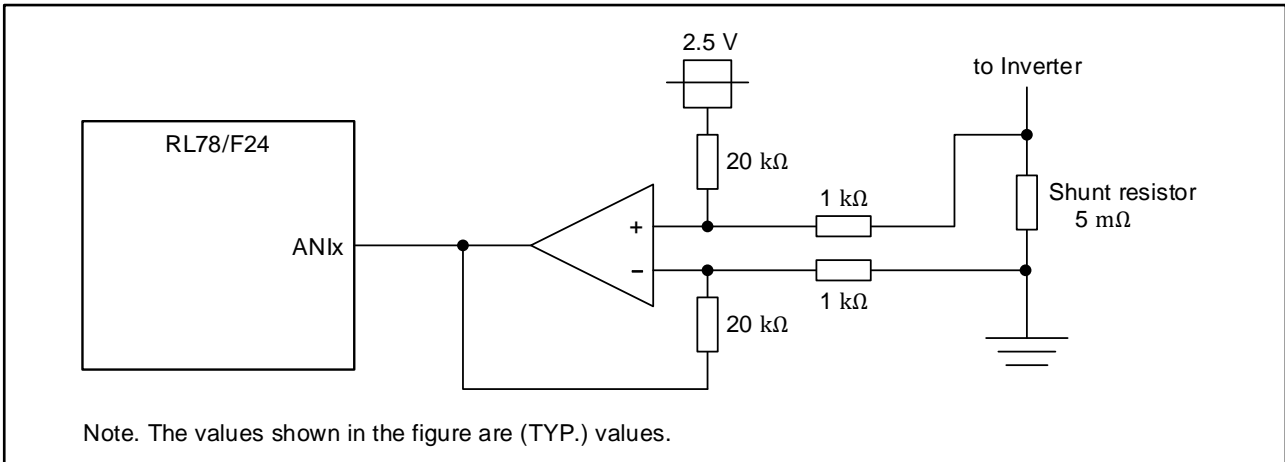 2.5 V
to Inverter
RL78/F24
20 kΩ
1 kΩ
Shunt resistor
5 mΩ
+
ANIx
−
1 kΩ
20 kΩ
Note. The values shown in the figure are (TYP.) values.